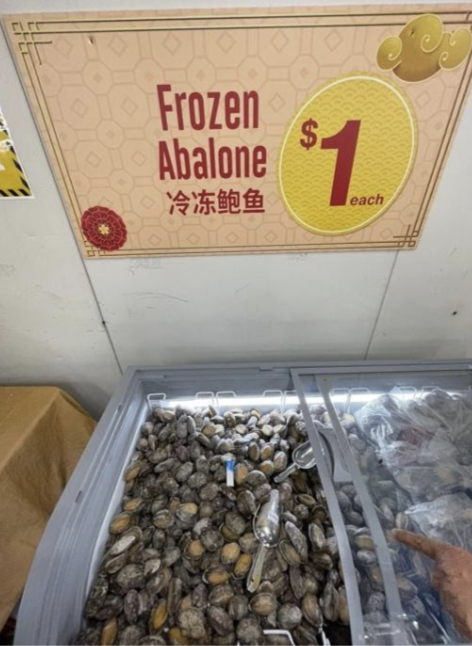 Frozen
Abalone
冷冻鲍鱼
$1
each